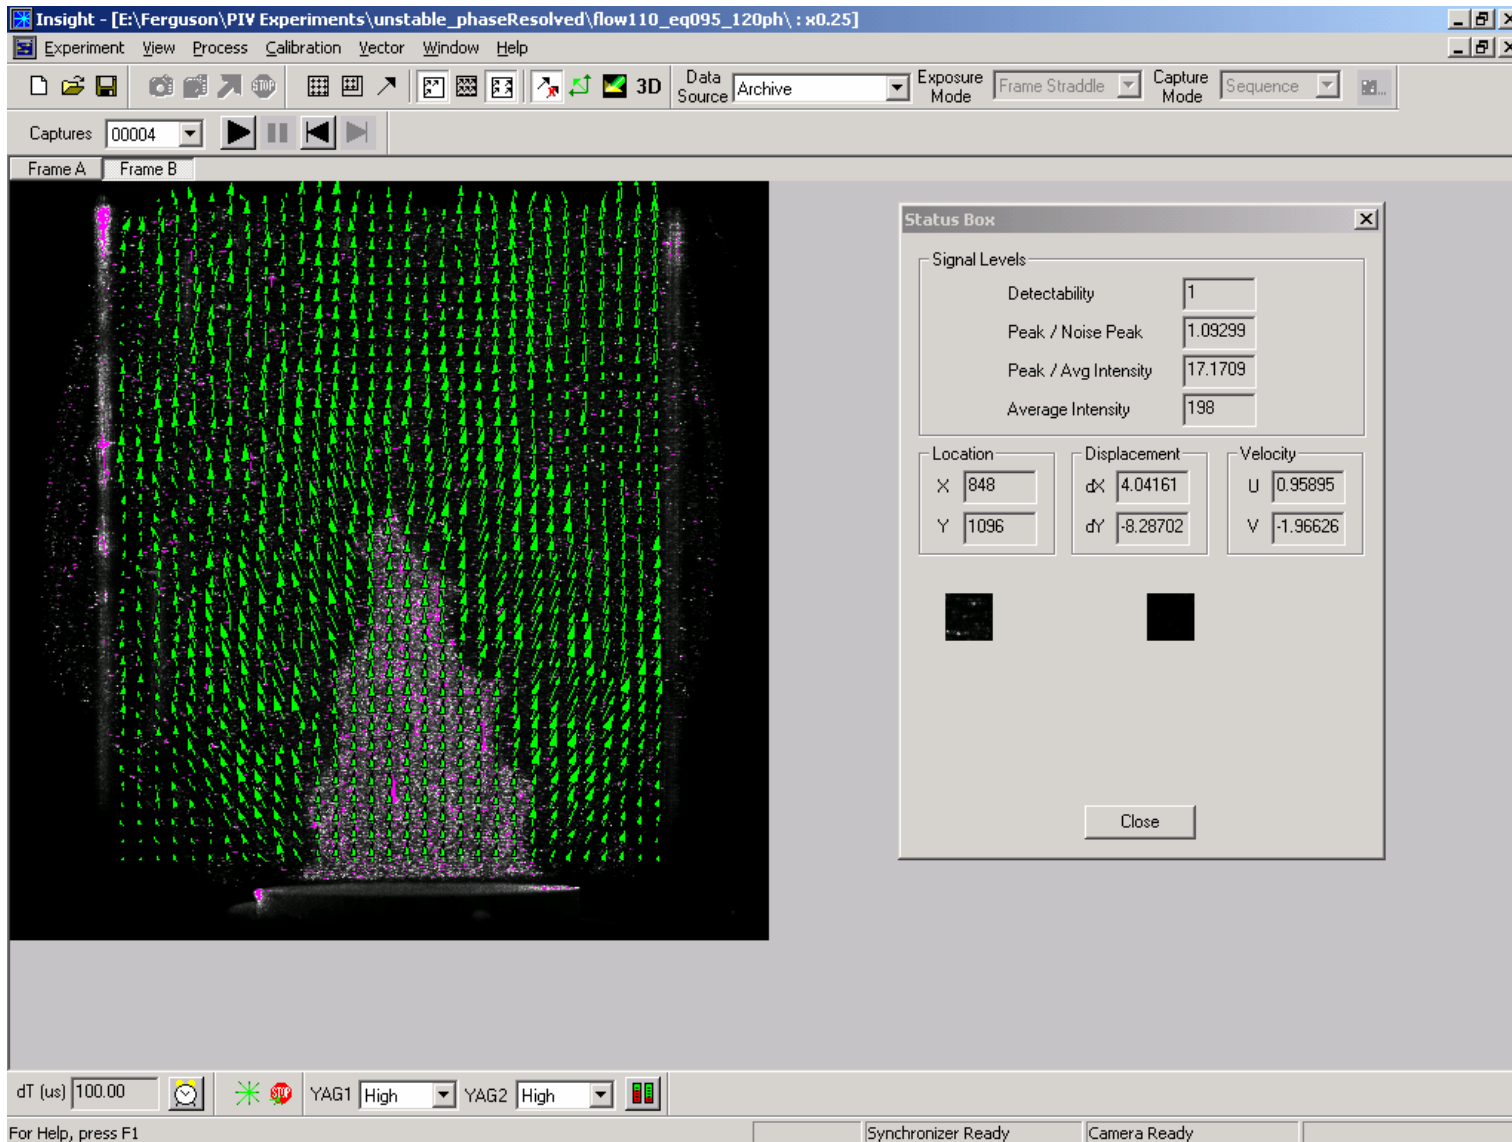 Insight - [E:\Ferguson\PIV Experiments\unstable_phaseResolved\flow110_eq095_120ph\ : x0.25]
Experiment View Process Calibration Vector Window Help
3D Data Source Archive Exposure Mode Frame Straddle Capture Mode Sequence
Captures 00004
Frame A Frame B
Status Box
Signal Levels
Detectability 1
Peak / Noise Peak 1.09299
Peak / Avg Intensity 17.1709
Average Intensity 198
Location Displacement Velocity
X 848 dX 4.04161 U 0.95895
Y 1096 dY -8.28702 V -1.96626
Close
dT (us) 100.00 STOP YAG1 High YAG2 High
For Help, press F1 Synchronizer Ready Camera Ready